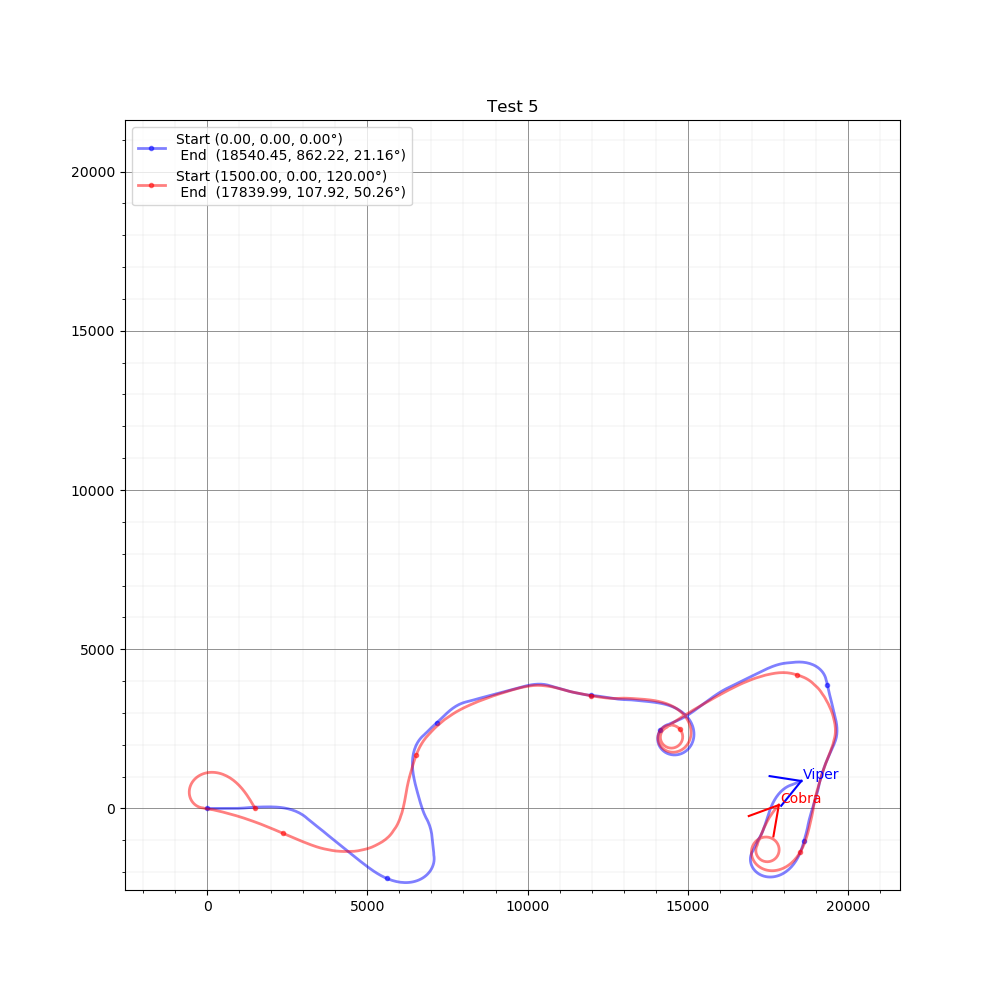 Test 5
Start (0.00, 0.00, 0.00°)
End  (18540.45, 862.22, 21.16°)
Start (1500.00, 0.00, 120.00°)
End  (17839.99, 107.92, 50.26°)
20000
15000
10000
5000
0
Viper
Cobra
0 5000 10000 15000 20000